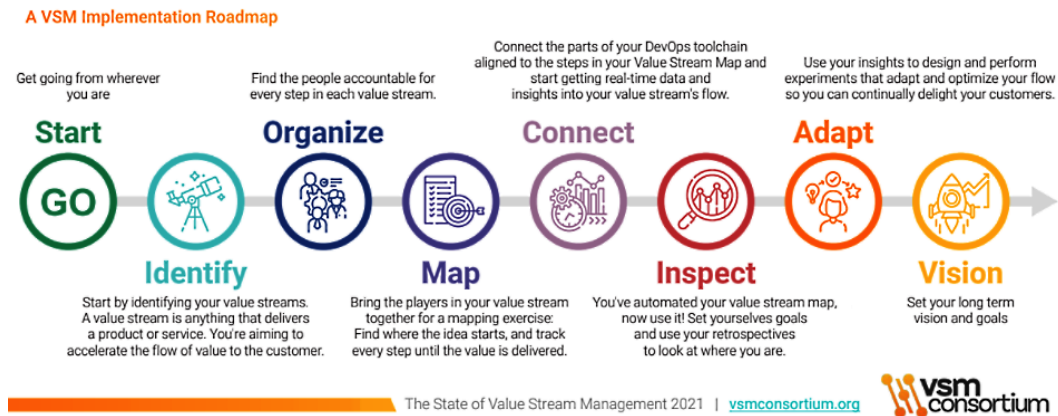 A VSM Implementation Roadmap
Get going from wherever
you are
Start
GO
Identify
Start by identifying your value streams.
A value stream is anything that delivers
a product or service. You're aiming to
accelerate the flow of value to the customer.
Find the people accountable for
every step in each value stream.
Organize
Map
Bring the players in your value stream
together for a mapping exercise:
Find where the idea starts, and track
every step until the value is delivered.
Connect the parts of your DevOps toolchain
aligned to the steps in your Value Stream Map and
start getting real-time data and
insights into your value stream's flow.
Connect
Inspect
You've automated your value stream map,
now use it! Set yourselves goals
and use your retrospectives
to look at where you are.
Use your insights to design and perform
experiments that adapt and optimize your flow
so you can continually delight your customers.
Adapt
Vision
Set your long term
vision and goals
The State of Value Stream Management 2021 | vsmconsortium.org
vsm
consortium